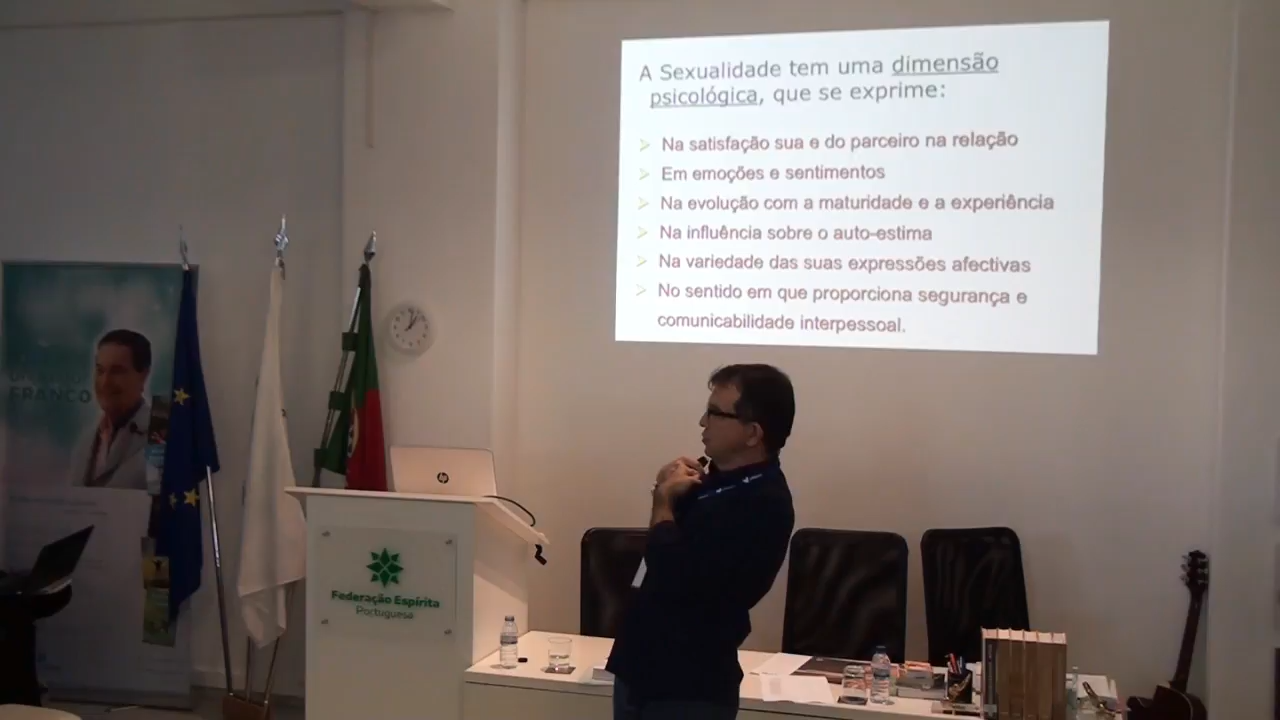 A Sexualidade tem uma dimensão
psicológica, que se exprime:
Na satisfação sua e do parceiro na relação
Em emoções e sentimentos
Na evolução com a maturidade e a experiência
Na influência sobre o auto-estima
Na variedade das suas expressões afectivas
No sentido em que proporciona segurança e
comunicabilidade interpessoal.
FRANCO
hp
Federação Espírita
Portuguesa